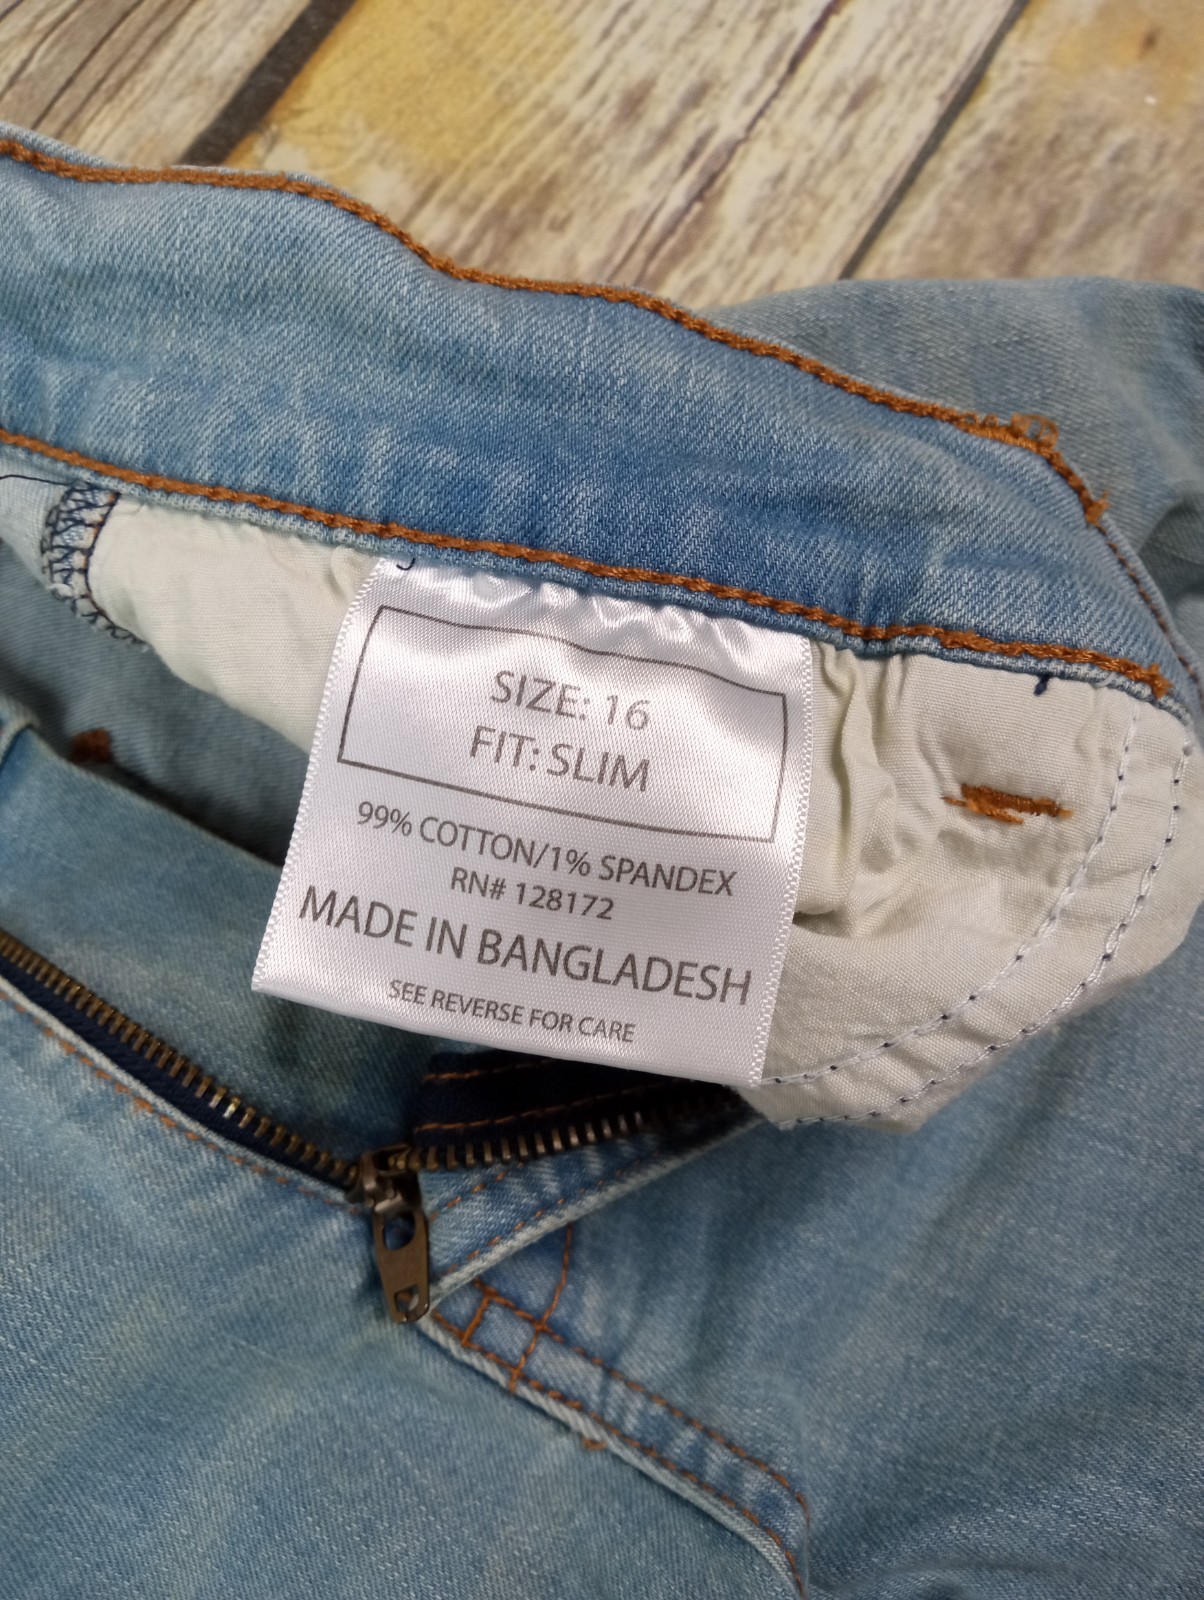 SIZE: 16
FIT: SLIM
99% COTTON/1% SPANDEX
RN# 128172
MADE IN BANGLADESH
SEE REVERSE FOR CARE